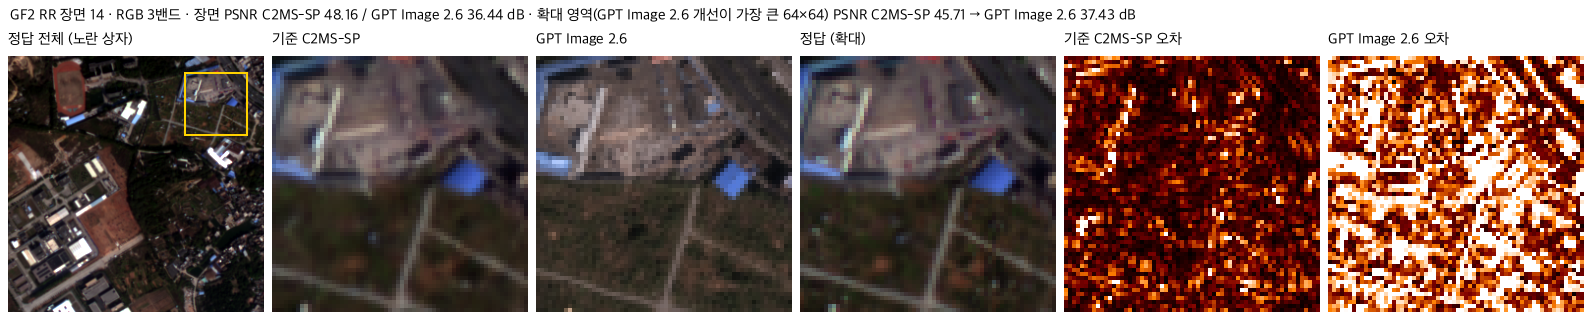 GF2 RR 장면 14 · RGB 3밴드 · 장면 PSNR C2MS-SP 48.16 / GPT Image 2.6 36.44 dB · 확대 영역(GPT Image 2.6 개선이 가장 큰 64×64) PSNR C2MS-SP 45.71 → GPT Image 2.6 37.43 dB
정답 전체 (노란 상자)
기준 C2MS-SP
GPT Image 2.6
정답 (확대)
기준 C2MS-SP 오차
GPT Image 2.6 오차